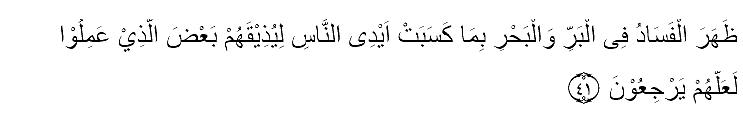 ظَهَرَ الْفَسَادُ فِى الْبَرِّ وَالْبَحْرِ بِمَا كَسَبَتْ اَيْدِى النَّاسِ لِيُذِيْقَهُمْ بَعْضَ الَّذِيْ عَمِلُوْا
لَعَلَّهُمْ يَرْجِعُوْنَ ﴿٤١﴾